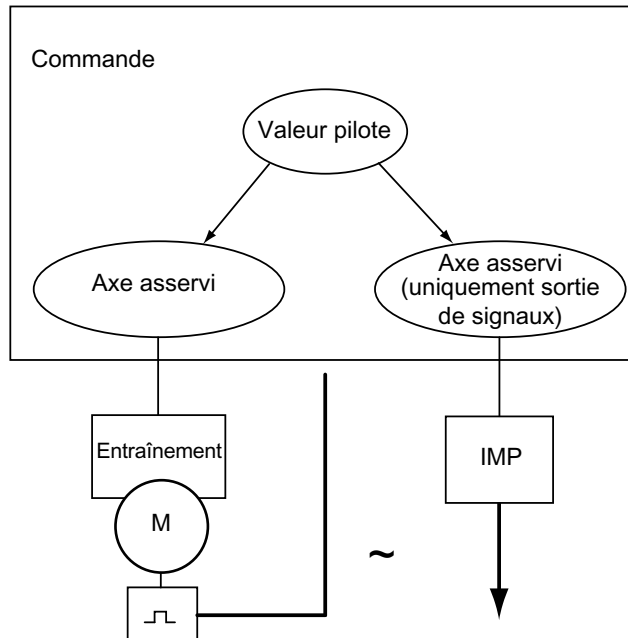 Commande
Valeur pilote
Axe asservi
Axe asservi
(uniquement sortie
de signaux)
Entraînement
IMP
M
~